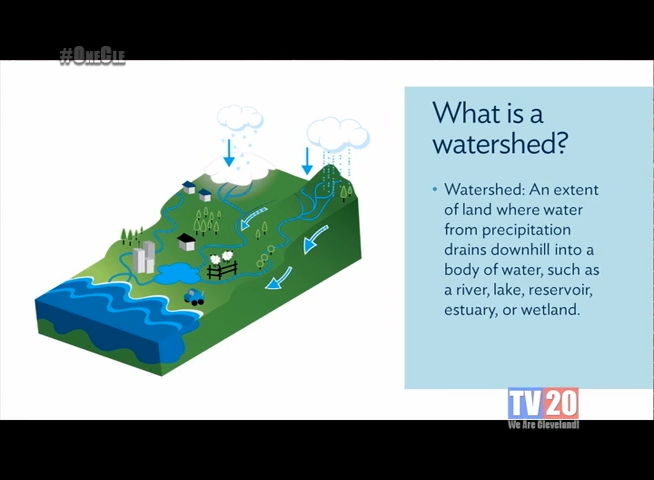 #OneCle
What is a
watershed?
• Watershed: An extent
of land where water
from precipitation
drains downhill into a
body of water, such as
a river, lake, reservoir,
estuary, or wetland.
TV20
We Are Cleveland!